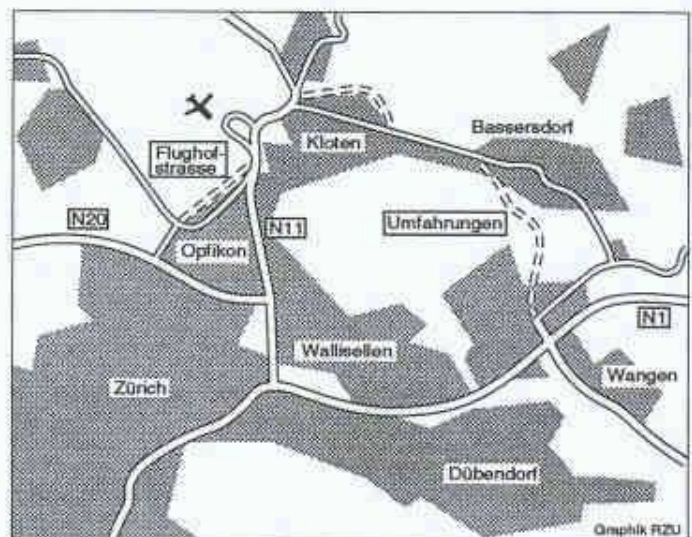 Bassersdorf
Kloten
Flughof-
strasse
N20
Umfahrungen
N11
Opfikon
N1
Wallisellen
Zürich
Wangen
Dübendorf
Graphik RZU